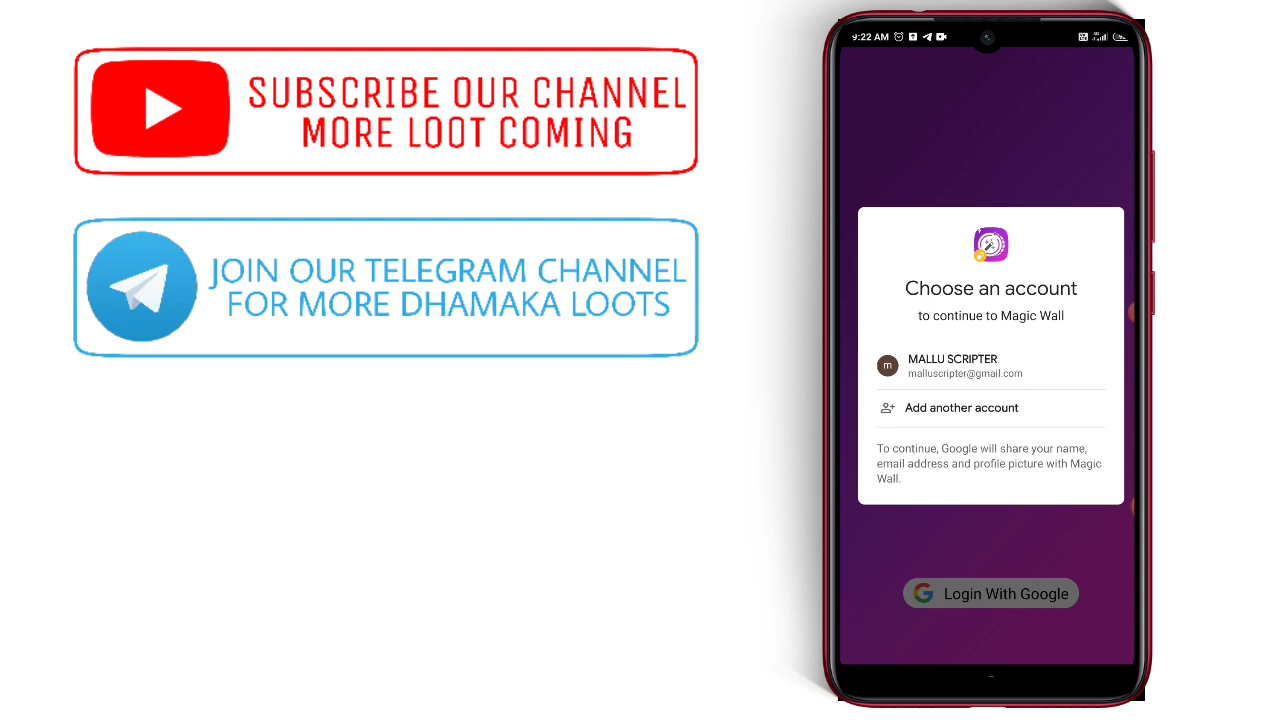 SUBSCRIBE OUR CHANNEL
MORE LOOT COMING
JOIN OUR TELEGRAM CHANNEL
FOR MORE DHAMAKA LOOTS
9:22 AM
Choose an account
to continue to Magic Wall
m
MALLU SCRIPTER
malluscripter@gmail.com
Add another account
To continue, Google will share your name,
email address and profile picture with Magic
Wall.
Login With Google